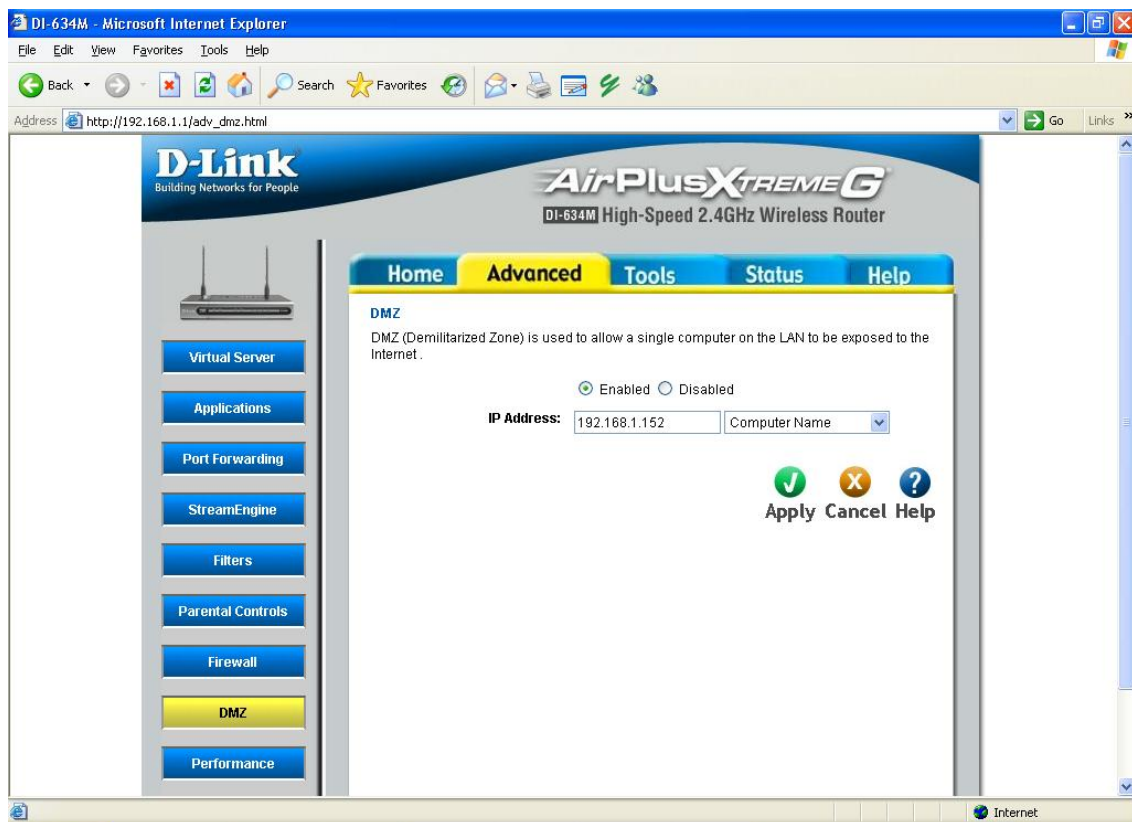 DI-634M - Microsoft Internet Explorer
File Edit View Favorites Tools Help
Back Search Favorites
Address http://192.168.1.1/adv_dmz.html Go Links »
D-Link
Building Networks for People
AirPlusXTREMEG
DI-634M High-Speed 2.4GHz Wireless Router
Home Advanced Tools Status Help
DMZ
DMZ (Demilitarized Zone) is used to allow a single computer on the LAN to be exposed to the
Internet .
Enabled Disabled
IP Address: 192.168.1.152 Computer Name
Apply Cancel Help
Virtual Server
Applications
Port Forwarding
StreamEngine
Filters
Parental Controls
Firewall
DMZ
Performance
Internet